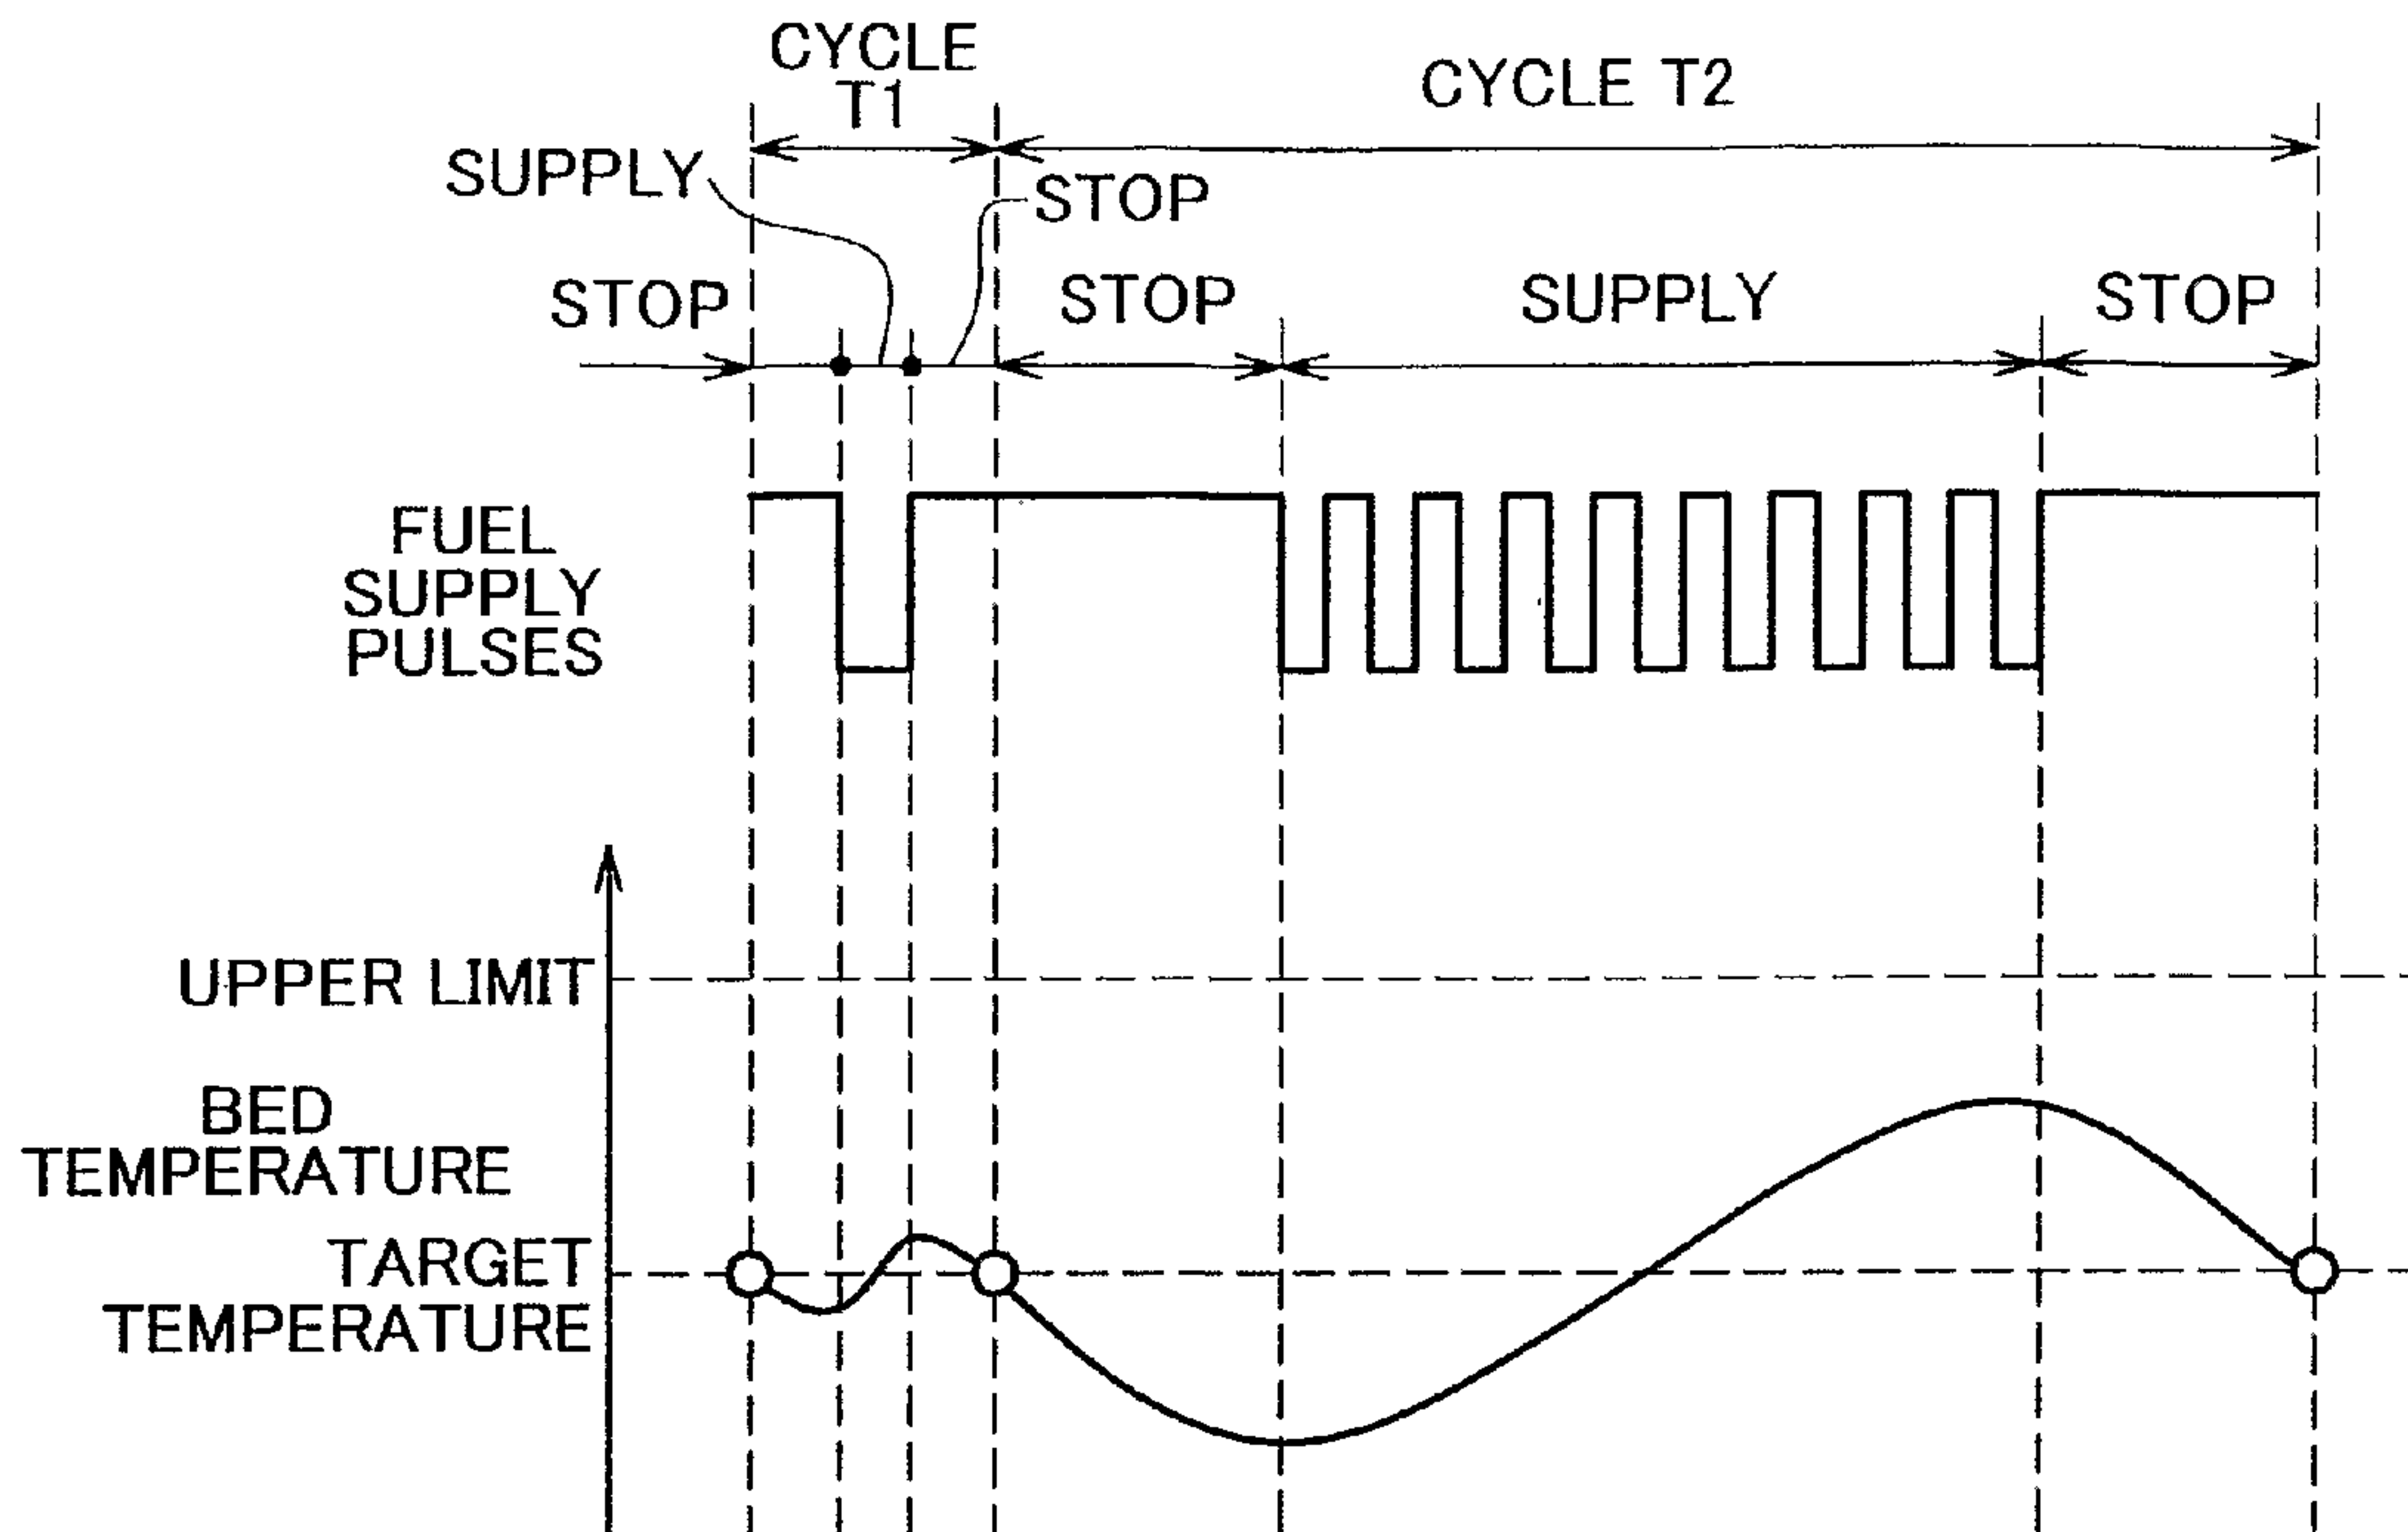 CYCLE
T1
CYCLE T2
SUPPLY
STOP
STOP
STOP
SUPPLY
STOP
FUEL
SUPPLY
PULSES
UPPER LIMIT
BED
TEMPERATURE
TARGET
TEMPERATURE